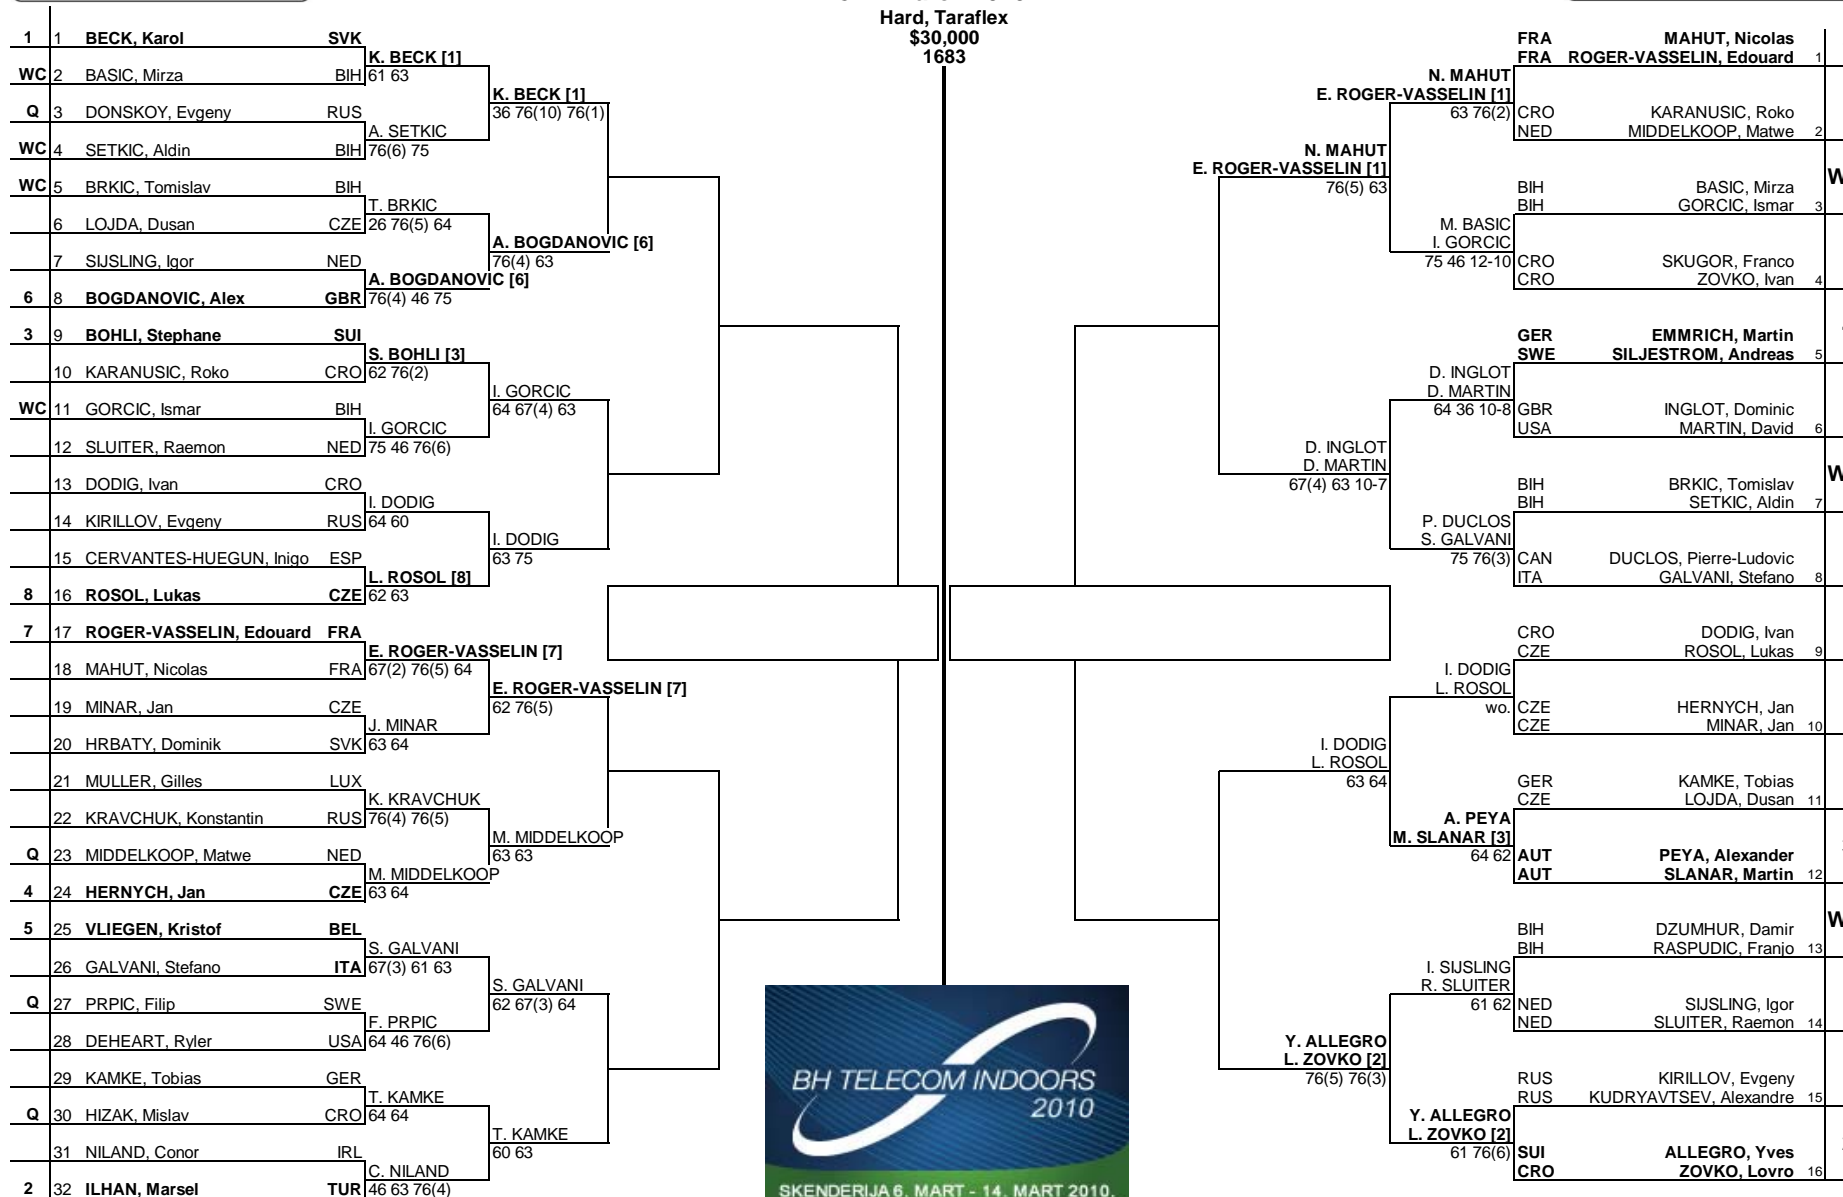 Hard, Taraflex
$30,000
1683
1 1 BECK, Karol SVK
K. BECK [1]
WC 2 BASIC, Mirza BIH 61 63
K. BECK [1]
Q 3 DONSKOY, Evgeny RUS 36 76(10) 76(1)
A. SETKIC
WC 4 SETKIC, Aldin BIH 76(6) 75
WC 5 BRKIC, Tomislav BIH
T. BRKIC
6 LOJDA, Dusan CZE 26 76(5) 64
A. BOGDANOVIC [6]
7 SIJSLING, Igor NED 76(4) 63
A. BOGDANOVIC [6]
6 8 BOGDANOVIC, Alex GBR 76(4) 46 75
3 9 BOHLI, Stephane SUI
S. BOHLI [3]
10 KARANUSIC, Roko CRO 62 76(2)
I. GORCIC
WC 11 GORCIC, Ismar BIH 64 67(4) 63
I. GORCIC
12 SLUITER, Raemon NED 75 46 76(6)
13 DODIG, Ivan CRO
I. DODIG
14 KIRILLOV, Evgeny RUS 64 60
I. DODIG
15 CERVANTES-HUEGUN, Inigo ESP 63 75
L. ROSOL [8]
8 16 ROSOL, Lukas CZE 62 63
7 17 ROGER-VASSELIN, Edouard FRA
E. ROGER-VASSELIN [7]
18 MAHUT, Nicolas FRA 67(2) 76(5) 64
E. ROGER-VASSELIN [7]
19 MINAR, Jan CZE 62 76(5)
J. MINAR
20 HRBATY, Dominik SVK 63 64
21 MULLER, Gilles LUX
K. KRAVCHUK
22 KRAVCHUK, Konstantin RUS 76(4) 76(5)
M. MIDDELKOOP
Q 23 MIDDELKOOP, Matwe NED 63 63
M. MIDDELKOOP
4 24 HERNYCH, Jan CZE 63 64
5 25 VLIEGEN, Kristof BEL
S. GALVANI
26 GALVANI, Stefano ITA 67(3) 61 63
S. GALVANI
Q 27 PRPIC, Filip SWE 62 67(3) 64
F. PRPIC
28 DEHEART, Ryler USA 64 46 76(6)
29 KAMKE, Tobias GER
T. KAMKE
Q 30 HIZAK, Mislav CRO 64 64
T. KAMKE
31 NILAND, Conor IRL 60 63
C. NILAND
2 32 ILHAN, Marsel TUR 46 63 76(4)
FRA MAHUT, Nicolas
FRA ROGER-VASSELIN, Edouard 1
N. MAHUT
E. ROGER-VASSELIN [1]
63 76(2) CRO KARANUSIC, Roko
NED MIDDELKOOP, Matwe 2
N. MAHUT
E. ROGER-VASSELIN [1]
76(5) 63 BIH BASIC, Mirza
BIH GORCIC, Ismar 3
M. BASIC
I. GORCIC
75 46 12-10 CRO SKUGOR, Franco
CRO ZOVKO, Ivan 4
GER EMMRICH, Martin
SWE SILJESTROM, Andreas 5
D. INGLOT
D. MARTIN
64 36 10-8 GBR INGLOT, Dominic
USA MARTIN, David 6
D. INGLOT
D. MARTIN
67(4) 63 10-7 BIH BRKIC, Tomislav
BIH SETKIC, Aldin 7
P. DUCLOS
S. GALVANI
75 76(3) CAN DUCLOS, Pierre-Ludovic
ITA GALVANI, Stefano 8
CRO DODIG, Ivan
CZE ROSOL, Lukas 9
I. DODIG
L. ROSOL
wo. CZE HERNYCH, Jan
CZE MINAR, Jan 10
I. DODIG
L. ROSOL
63 64 GER KAMKE, Tobias
CZE LOJDA, Dusan 11
A. PEYA
M. SLANAR [3]
64 62 AUT PEYA, Alexander
AUT SLANAR, Martin 12
BIH DZUMHUR, Damir
BIH RASPUDIC, Franjo 13
I. SIJSLING
R. SLUITER
61 62 NED SIJSLING, Igor
NED SLUITER, Raemon 14
Y. ALLEGRO
L. ZOVKO [2]
76(5) 76(3) RUS KIRILLOV, Evgeny
RUS KUDRYAVTSEV, Alexandre 15
Y. ALLEGRO
L. ZOVKO [2]
61 76(6) SUI ALLEGRO, Yves
CRO ZOVKO, Lovro 16
BH TELECOM INDOORS
2010
SKENDERIJA 6. MART - 14. MART 2010.